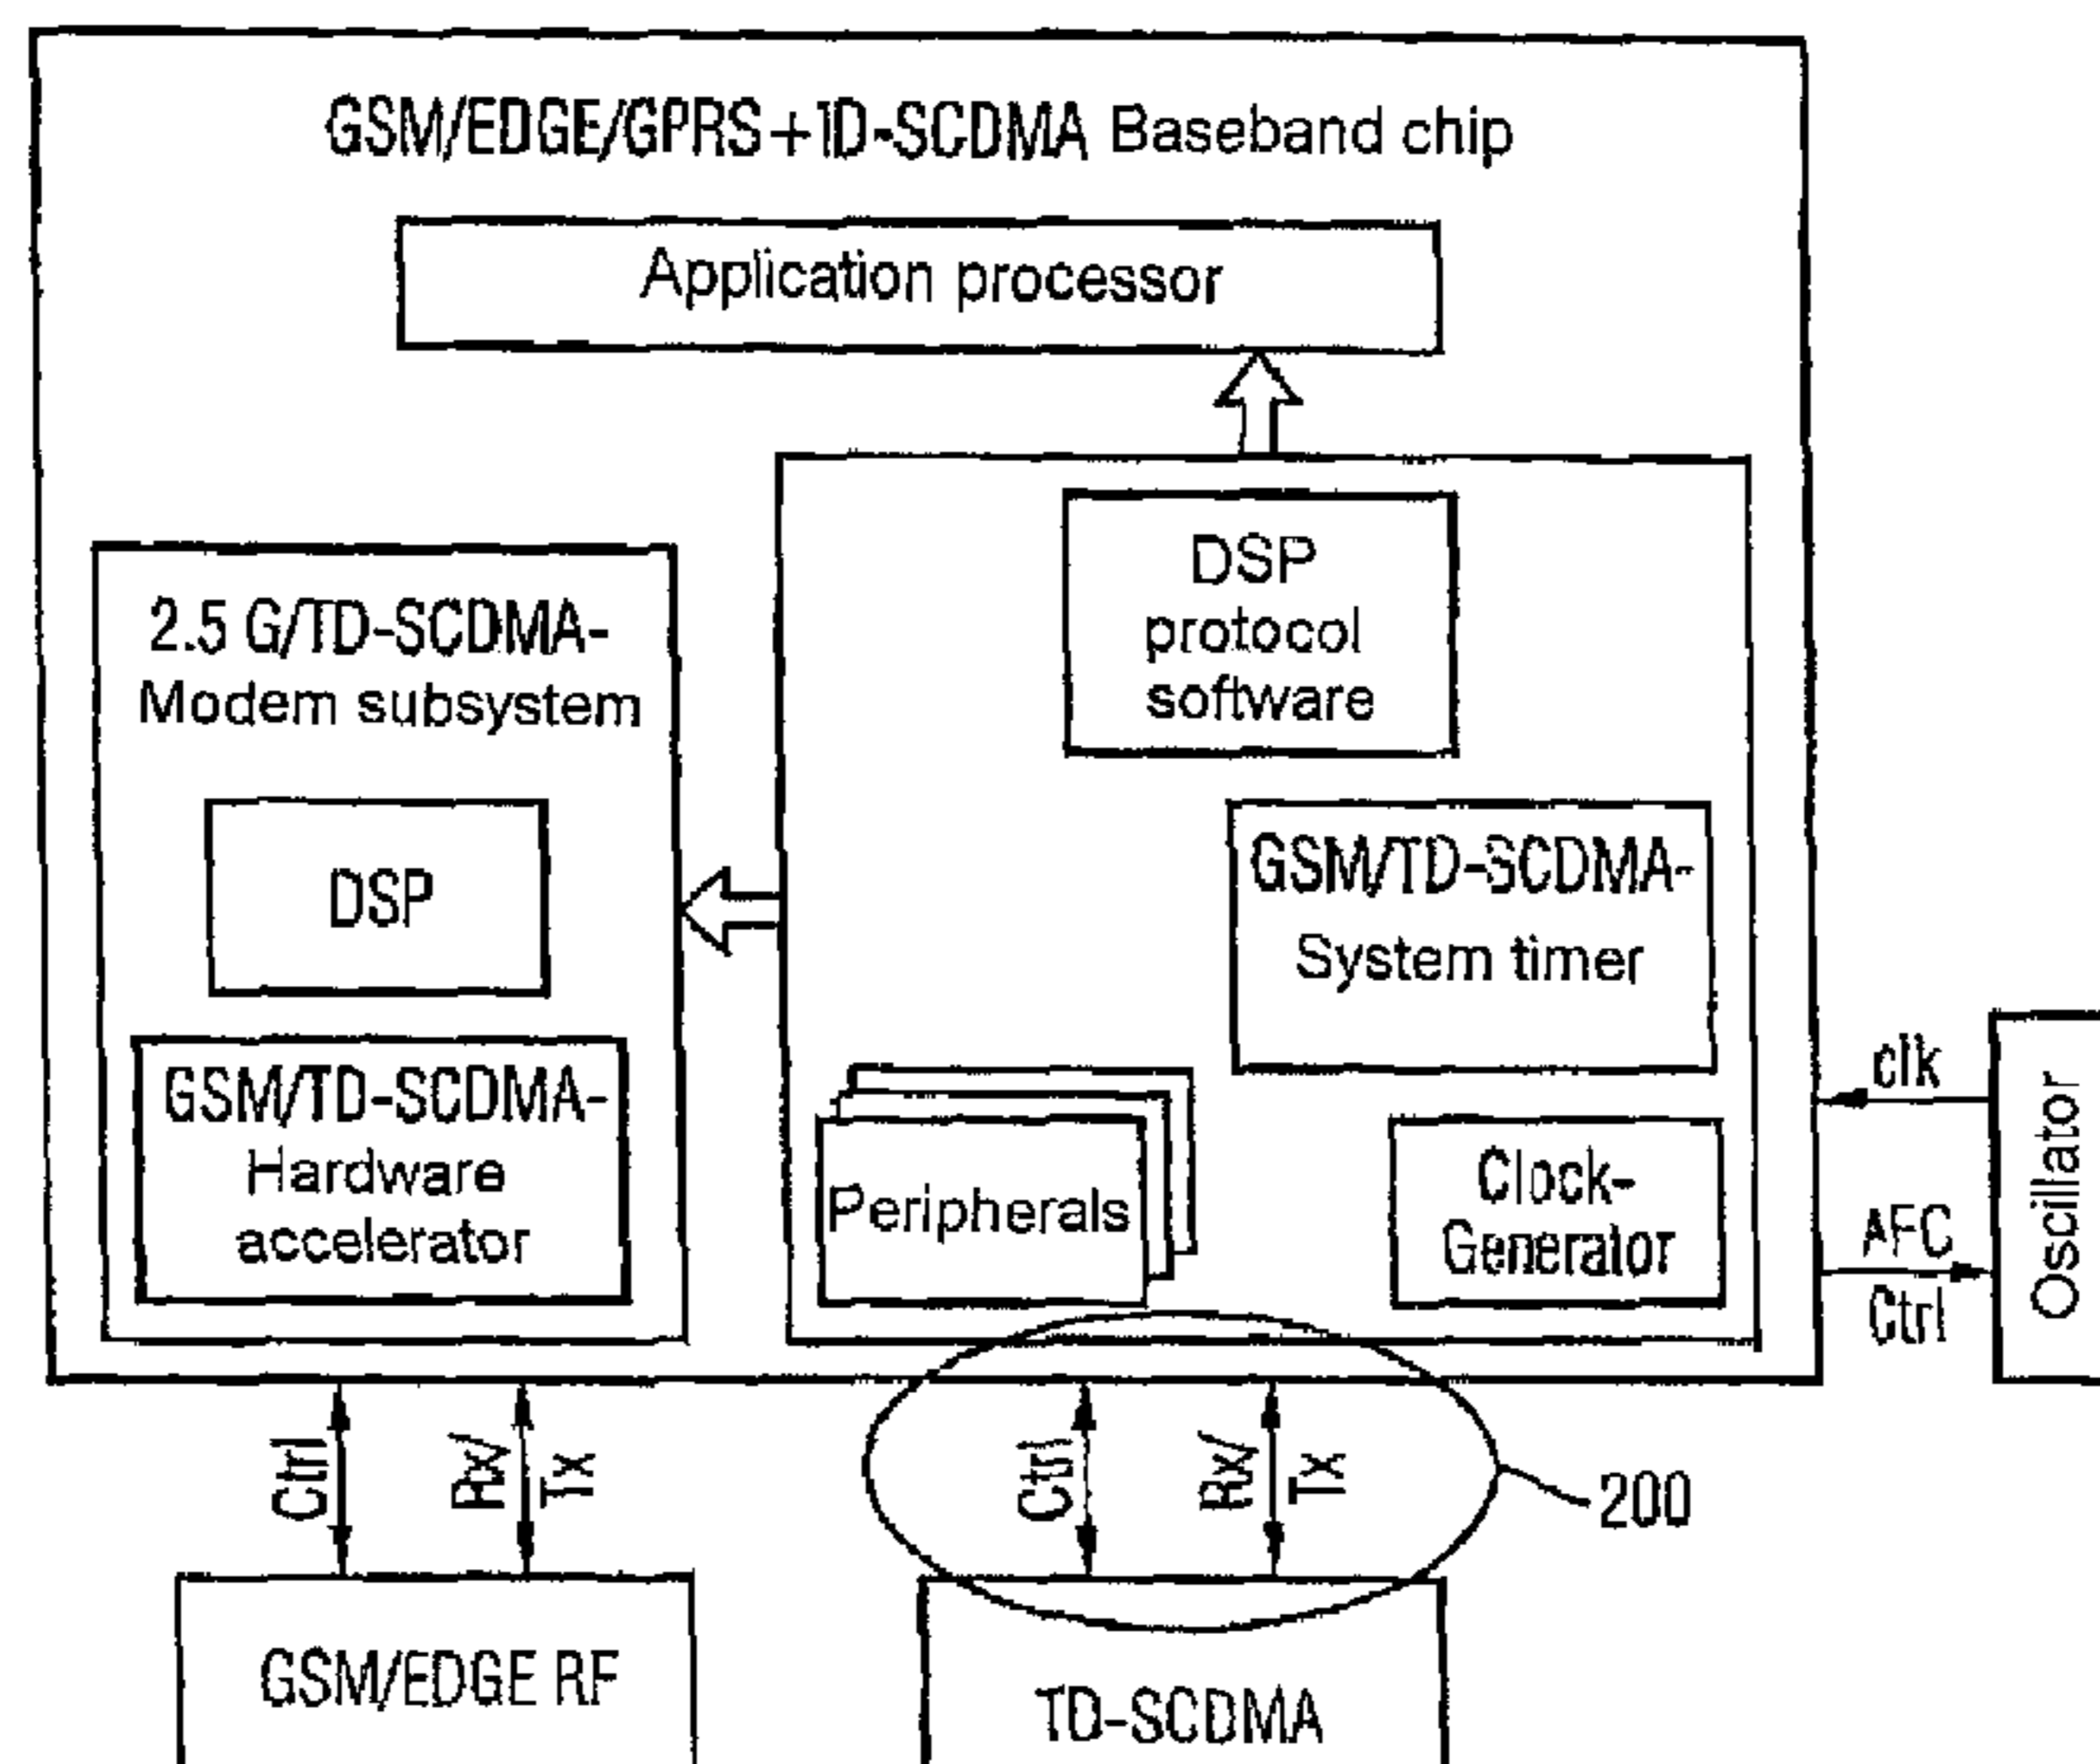 GSM/EDGE/GPRS+TD-SCDMA Baseband chip
Application processor
DSP
protocol
software
2.5 G/TD-SCDMA-
Modem subsystem
DSP
GSM/TD-SCDMA-
System timer
GSM/TD-SCDMA-
Hardware
accelerator
Peripherals
Clock-
Generator
clk
AFC
Ctrl
Oscillator
Ctrl
Rx/
Tx
Ctrl
Rx/
Tx
200
GSM/EDGE RF
TD-SCDMA